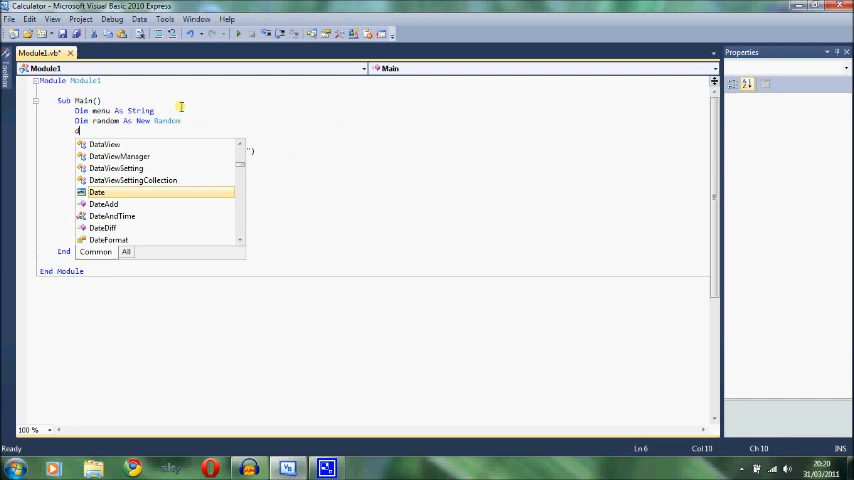 Calculator - Microsoft Visual Basic 2010 Express
File Edit View Project Debug Data Tools Window Help
Module1.vb*
Properties
Toolbox
Module1
Main
Module Module1
Sub Main()
Dim menu As String
Dim random As New Random
d
DataView
")
DataViewManager
DataViewSetting
DataViewSettingCollection
Date
DateAdd
DateAndTime
DateDiff
DateFormat
End
Common All
End Module
100 %
Ready
Ln 6
Col 10
Ch 10
INS
sky
VB
20:20
31/03/2011